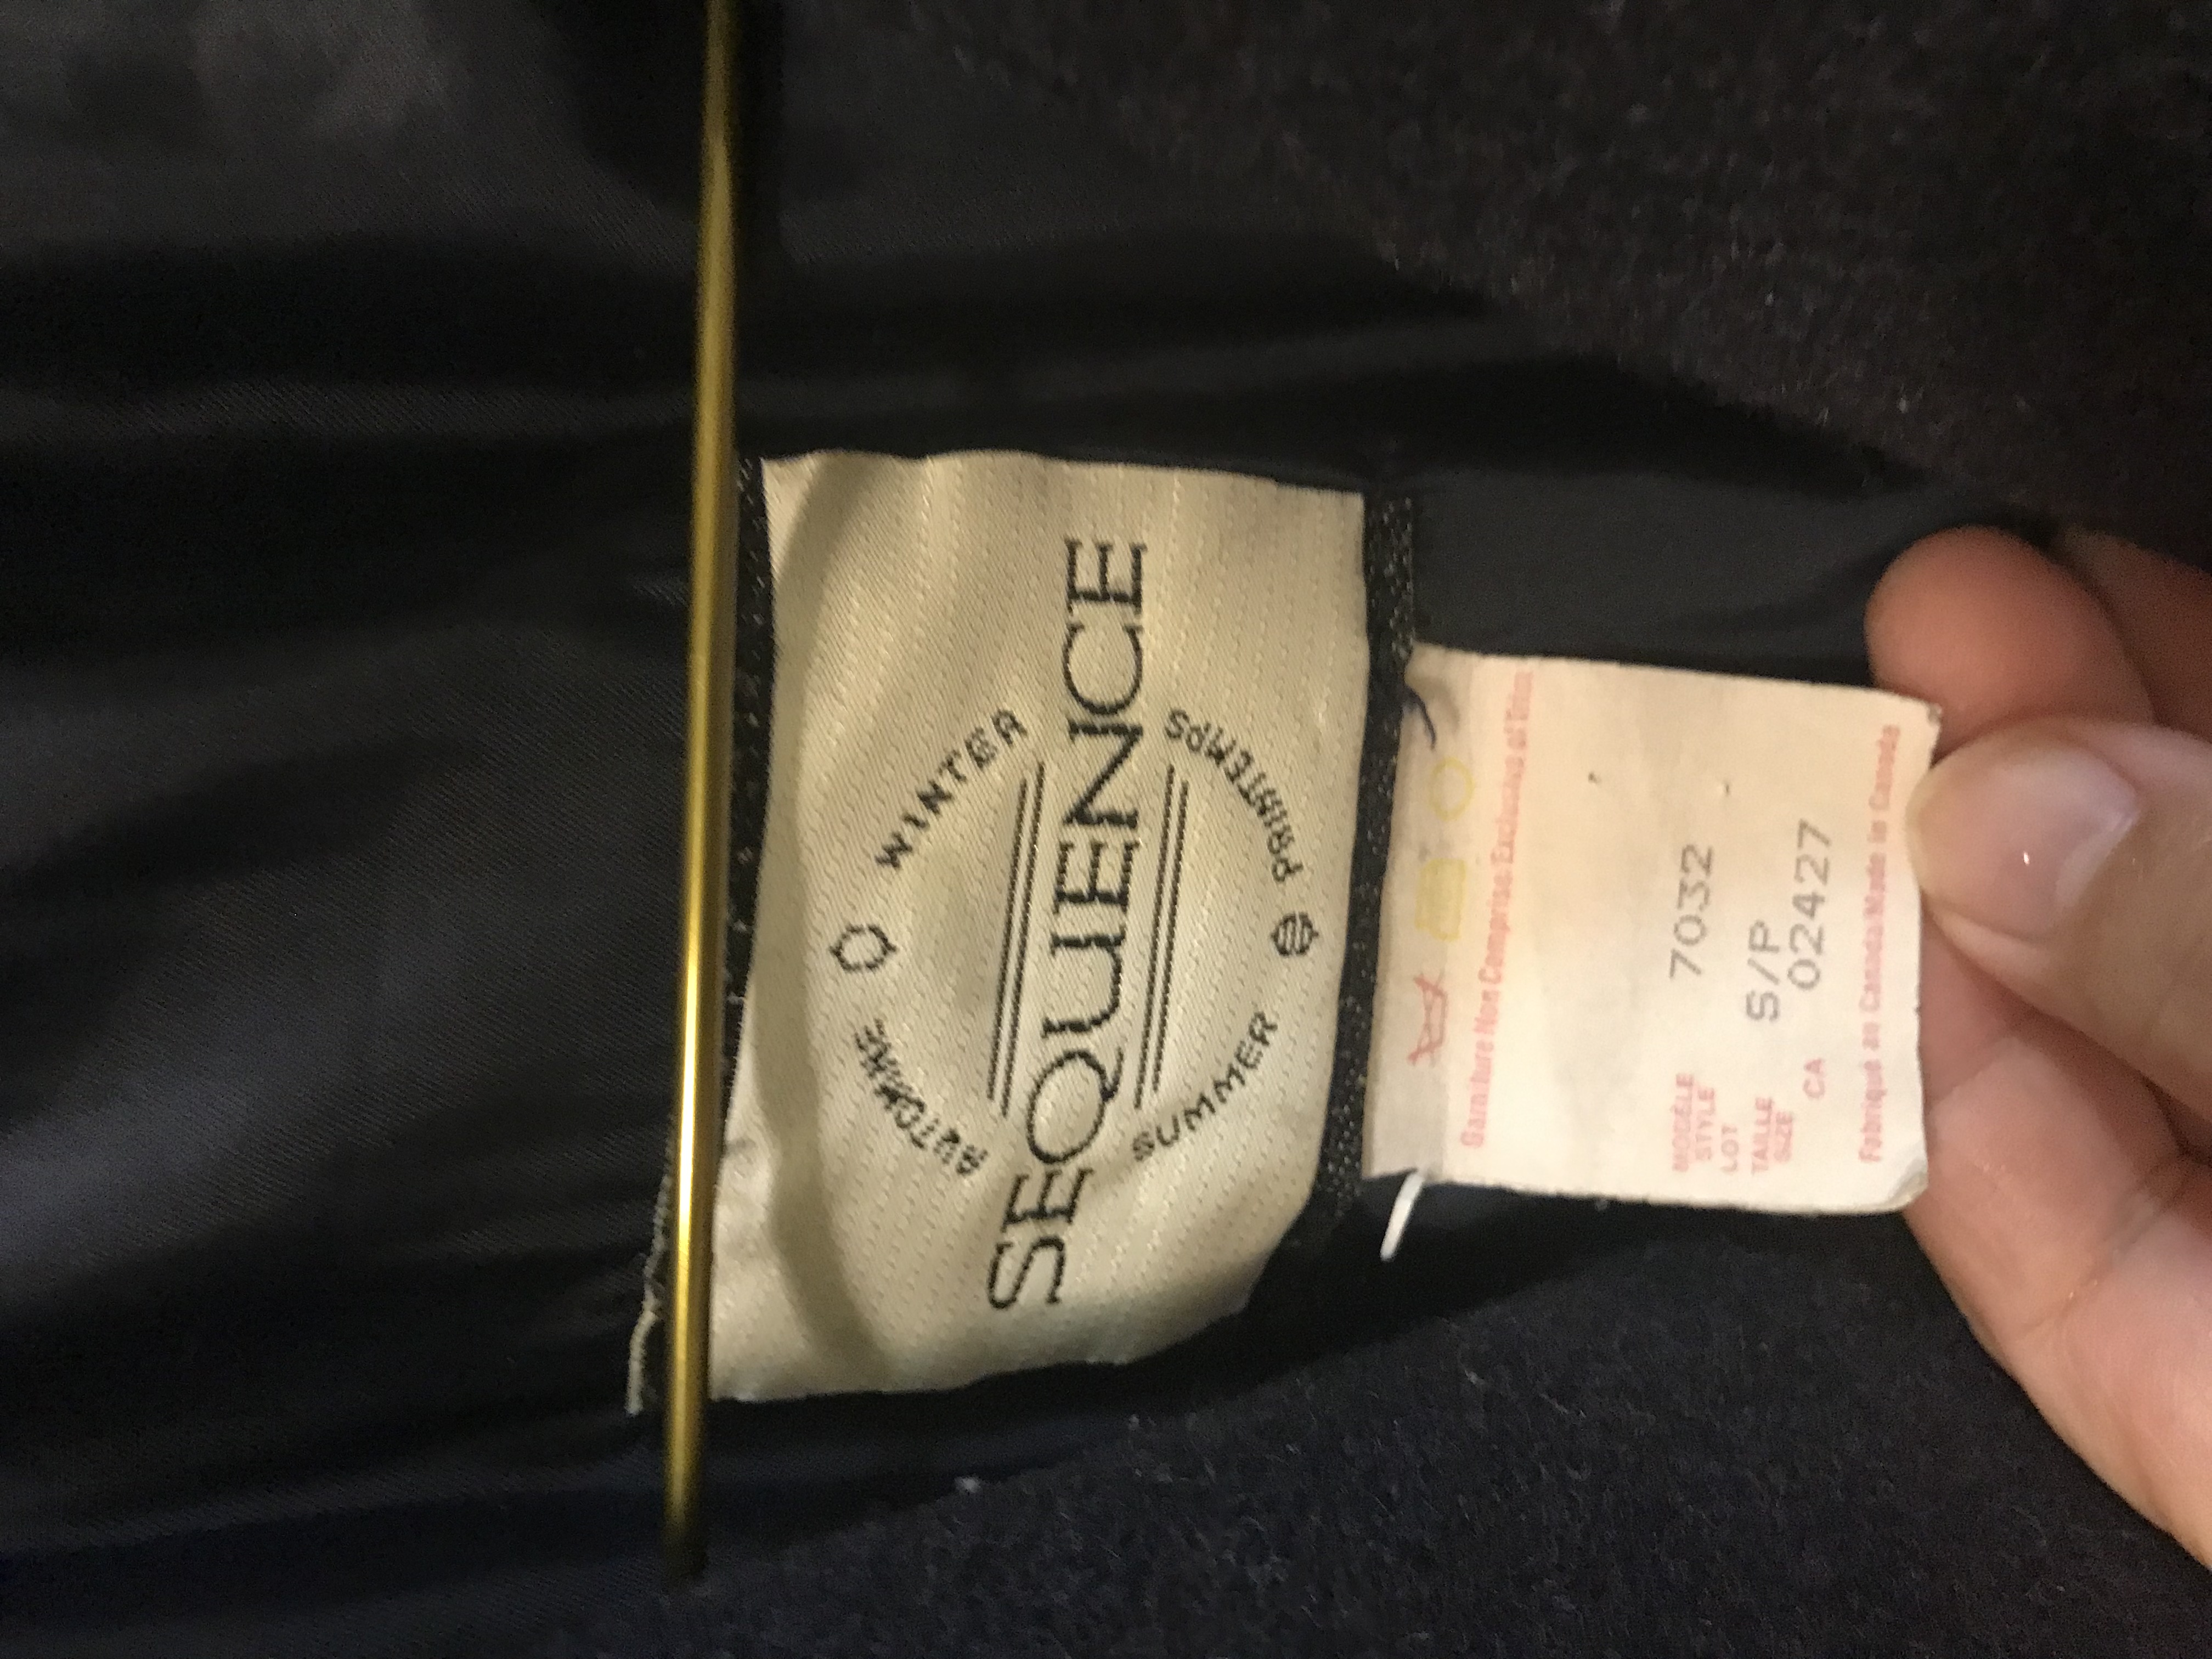 WINTER
AUTOMNE
SEQUENCE
PRINTEMPS
SUMMER
Garniture Non Comprise/Exclusive of Trim
MODÈLE
STYLE 7032
LOT
TAILLE S/P
SIZE
CA 02427
Fabriqué au Canada/Made in Canada